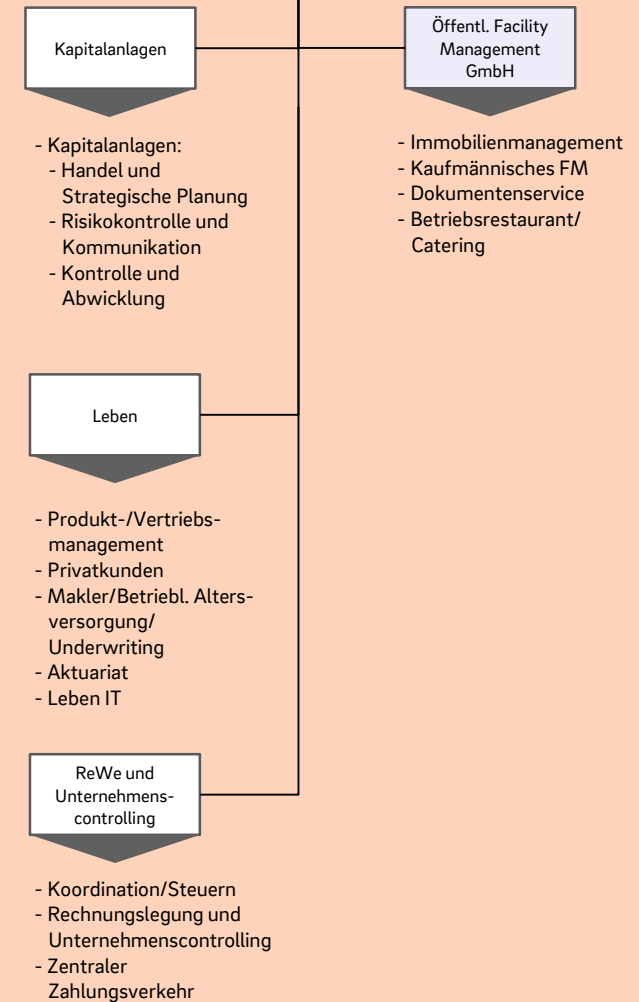 Kapitalanlagen
- Kapitalanlagen:
- Handel und
Strategische Planung
- Risikokontrolle und
Kommunikation
- Kontrolle und
Abwicklung
Öffentl. Facility
Management
GmbH
- Immobilienmanagement
- Kaufmännisches FM
- Dokumentenservice
- Betriebsrestaurant/
Catering
Leben
- Produkt-/Vertriebs-
management
- Privatkunden
- Makler/Betriebl. Alters-
versorgung/
Underwriting
- Aktuariat
- Leben IT
ReWe und
Unternehmens-
controlling
- Koordination/Steuern
- Rechnungslegung und
Unternehmenscontrolling
- Zentraler
Zahlungsverkehr